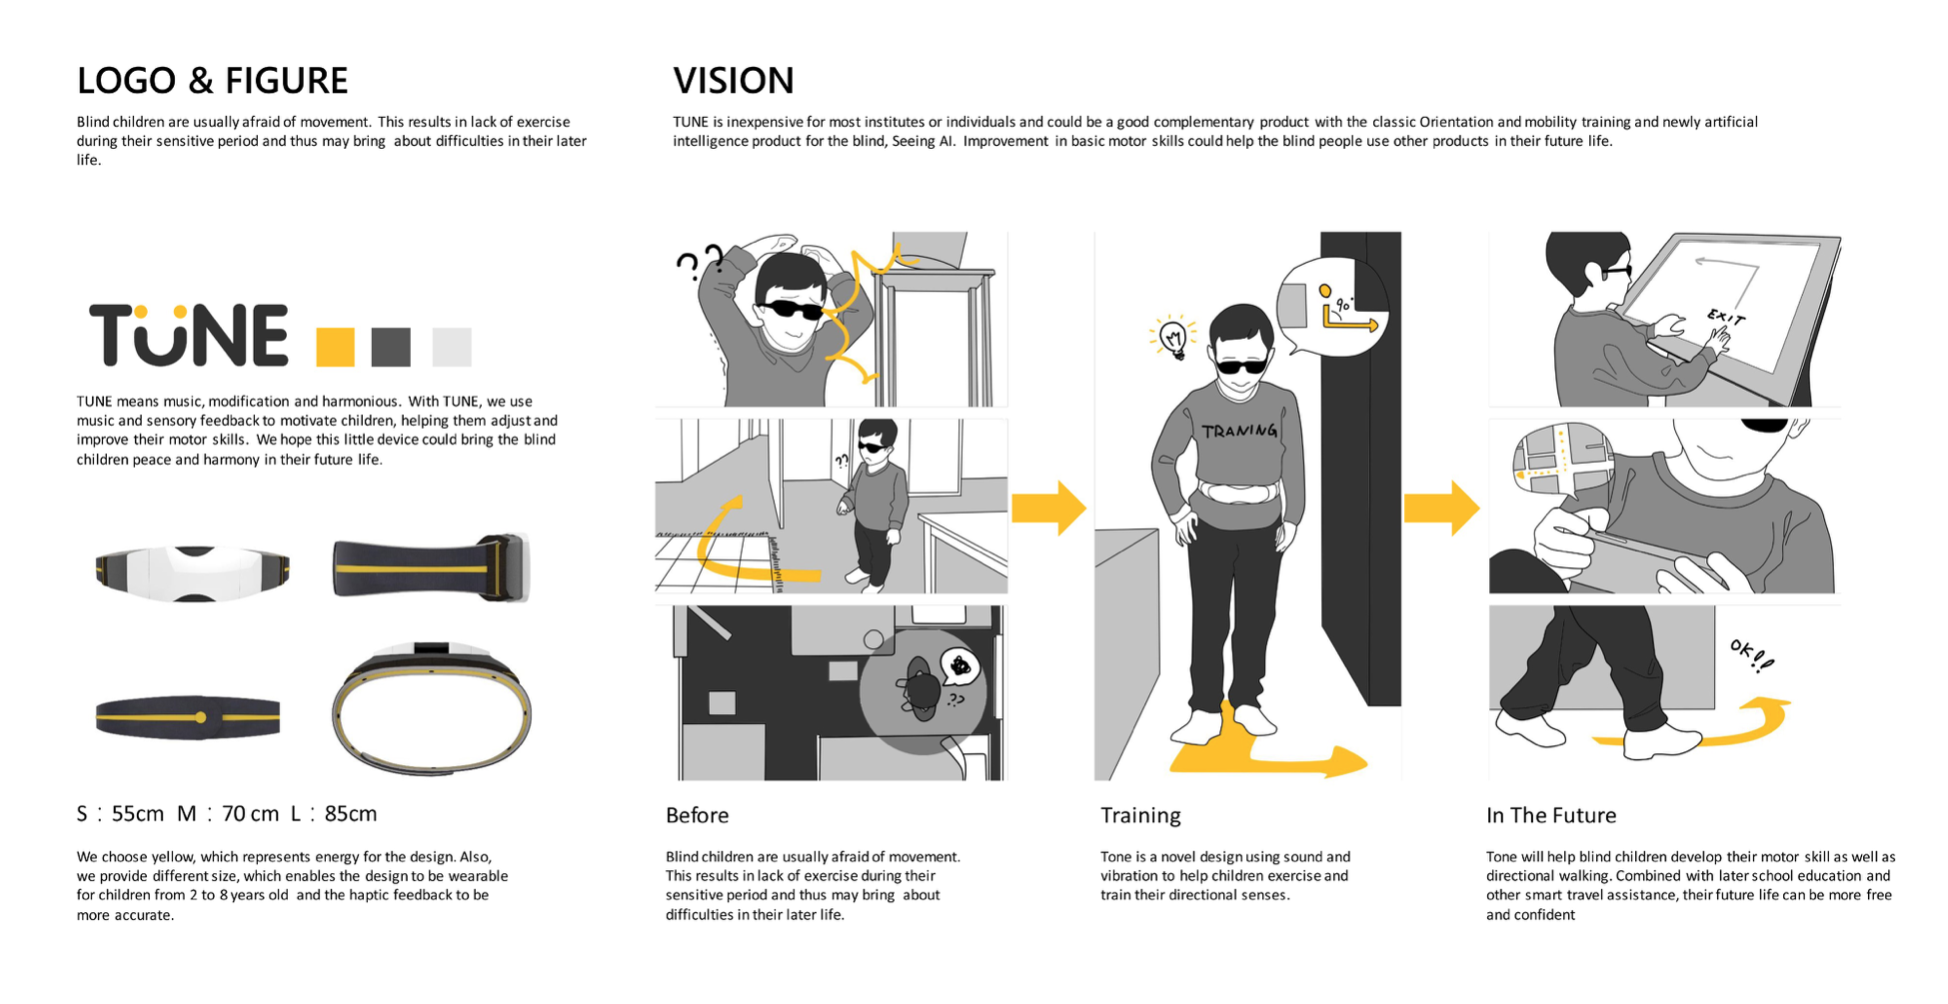 LOGO & FIGURE
Blind children are usually afraid of movement. This results in lack of exercise
during their sensitive period and thus may bring about difficulties in their later
life.
TÜNE
TUNE means music, modification and harmonious. With TUNE, we use
music and sensory feedback to motivate children, helping them adjust and
improve their motor skills. We hope this little device could bring the blind
children peace and harmony in their future life.
S : 55cm M : 70 cm L : 85cm
We choose yellow, which represents energy for the design. Also,
we provide different size, which enables the design to be wearable
for children from 2 to 8 years old and the haptic feedback to be
more accurate.
VISION
TUNE is inexpensive for most institutes or individuals and could be a good complementary product with the classic Orientation and mobility training and newly artificial
intelligence product for the blind, Seeing AI. Improvement in basic motor skills could help the blind people use other products in their future life.
??
??
??
Before
Blind children are usually afraid of movement.
This results in lack of exercise during their
sensitive period and thus may bring about
difficulties in their later life.
90°
TRANING
Training
Tone is a novel design using sound and
vibration to help children exercise and
train their directional senses.
EXIT
OK!!
In The Future
Tone will help blind children develop their motor skill as well as
directional walking. Combined with later school education and
other smart travel assistance, their future life can be more free
and confident